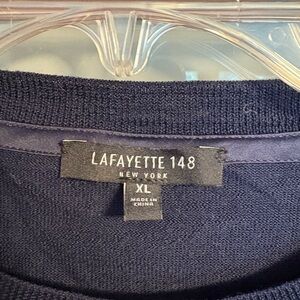 LAFAYETTE 148
NEW YORK
XL
MADE IN
CHINA